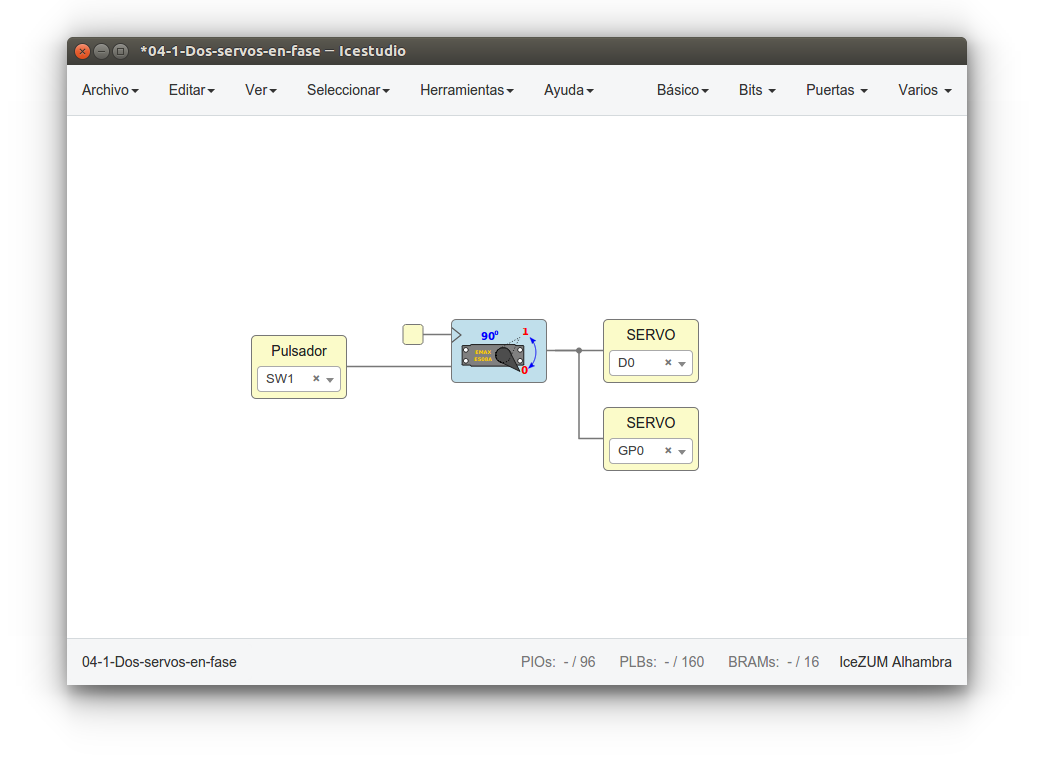 *04-1-Dos-servos-en-fase — Icestudio
Archivo Editar Ver Seleccionar Herramientas Ayuda Básico Bits Puertas Varios
Pulsador
SW1
90º
1
EMAX
ES08A
0
SERVO
D0
SERVO
GP0
04-1-Dos-servos-en-fase PIOs: - / 96 PLBs: - / 160 BRAMs: - / 16 IceZUM Alhambra